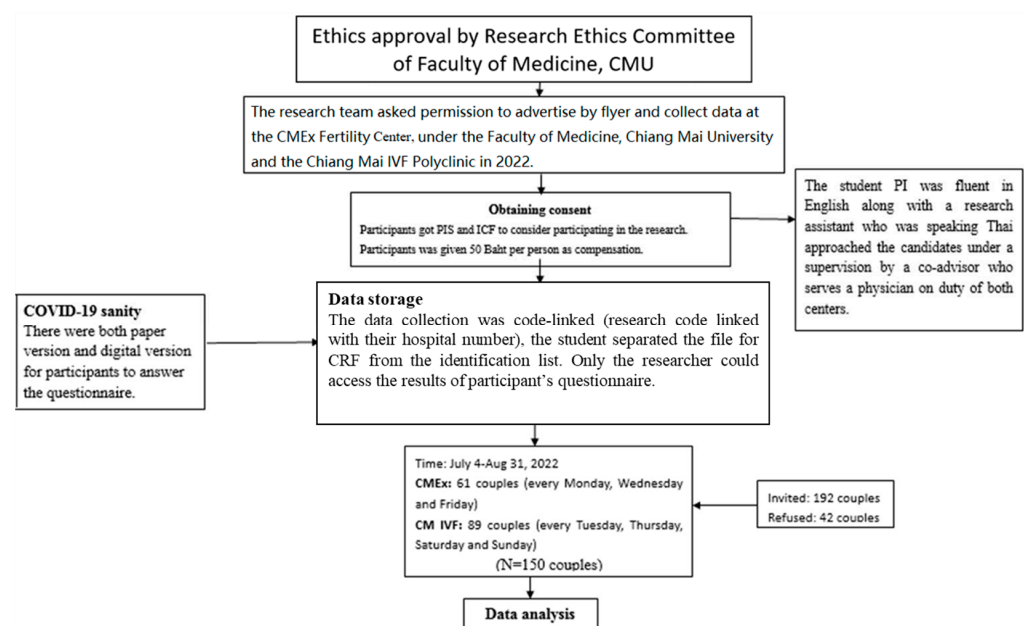 Ethics approval by Research Ethics Committee
of Faculty of Medicine, CMU
The research team asked permission to advertise by flyer and collect data at
the CMEx Fertility Center, under the Faculty of Medicine, Chiang Mai University
and the Chiang Mai IVF Polyclinic in 2022.
Obtaining consent
Participants got PIS and ICF to consider participating in the research.
Participants was given 50 Baht per person as compensation.
The student PI was fluent in
English along with a research
assistant who was speaking Thai
approached the candidates under a
supervision by a co-advisor who
serves a physician on duty of both
centers.
COVID-19 sanity
There were both paper
version and digital version
for participants to answer
the questionnaire.
Data storage
The data collection was code-linked (research code linked
with their hospital number), the student separated the file for
CRF from the identification list. Only the researcher could
access the results of participant's questionnaire.
Time: July 4-Aug 31, 2022
CMEx: 61 couples (every Monday, Wednesday
and Friday)
CM IVF: 89 couples (every Tuesday, Thursday,
Saturday and Sunday)
(N=150 couples)
Invited: 192 couples
Refused: 42 couples
Data analysis